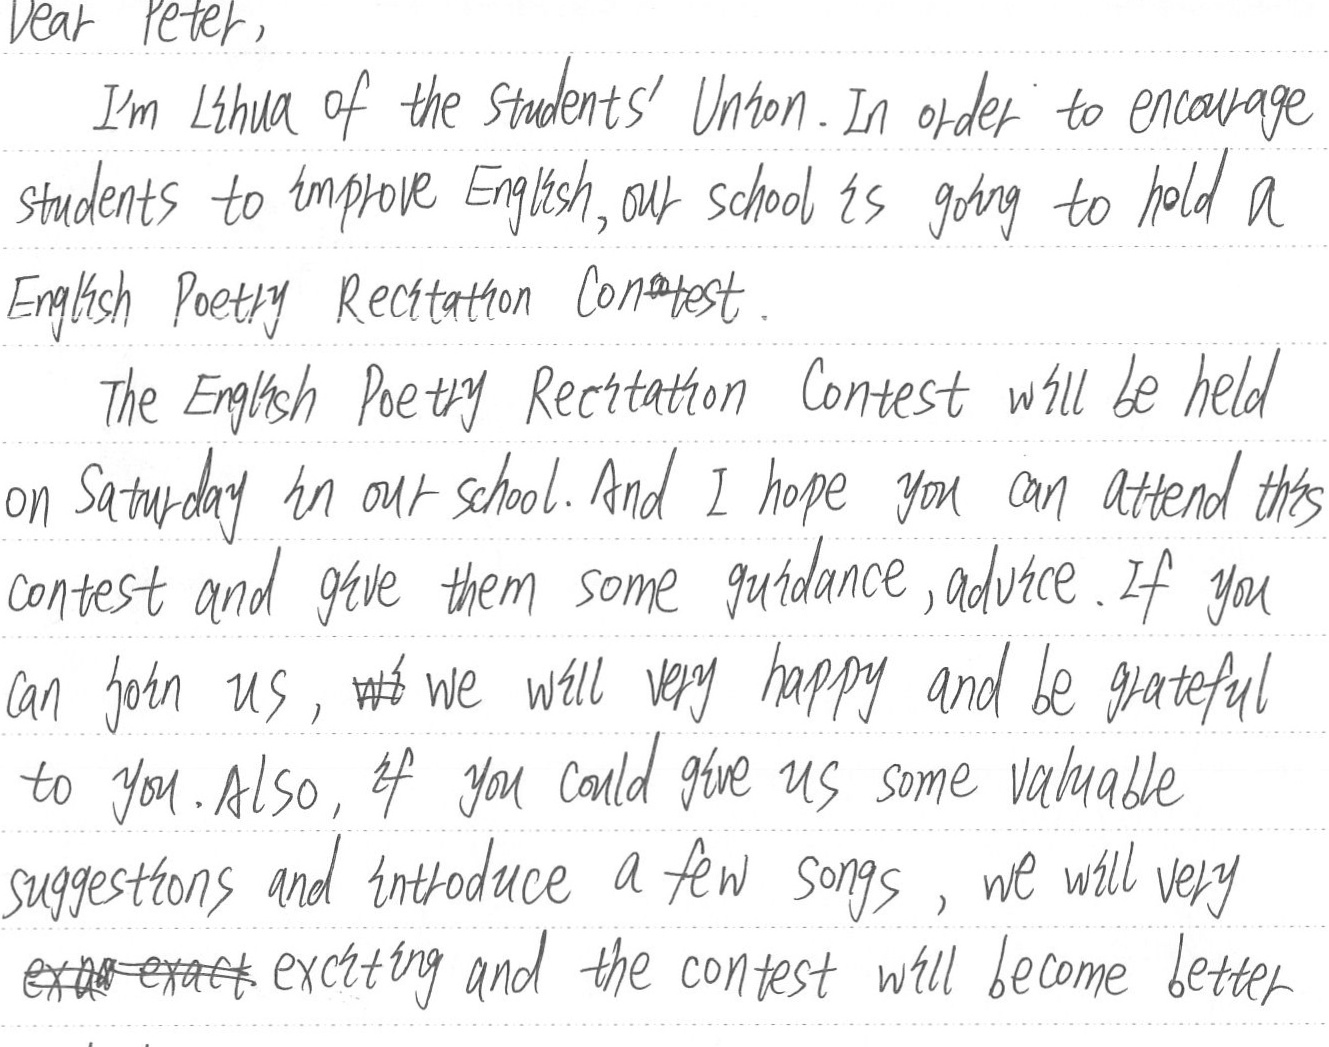 Dear Peter,
I'm Lihua of the Students' Union. In order to encourage
students to improve English, our school is going to hold a
English Poetry Recitation Contest.
The English Poetry Recitation Contest will be held
on Saturday in our school. And I hope you can attend this
contest and give them some guidance, advice. If you
can join us, we will very happy and be grateful
to you. Also, if you could give us some valuable
suggestions and introduce a few songs, we will very
exciting and the contest will become better